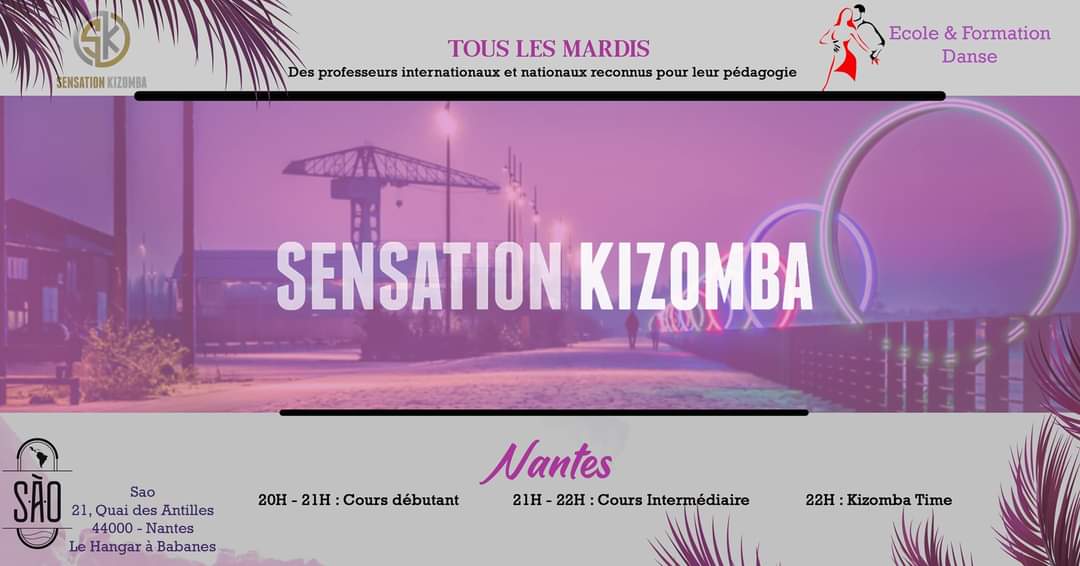 SK
SENSATION KIZOMBA
TOUS LES MARDIS
Des professeurs internationaux et nationaux reconnus pour leur pédagogie
Ecole & Formation
Danse
SENSATION KIZOMBA
Nantes
SÀO
Sao
21, Quai des Antilles
44000 - Nantes
Le Hangar à Babanes
20H - 21H : Cours débutant
21H - 22H : Cours Intermédiaire
22H : Kizomba Time